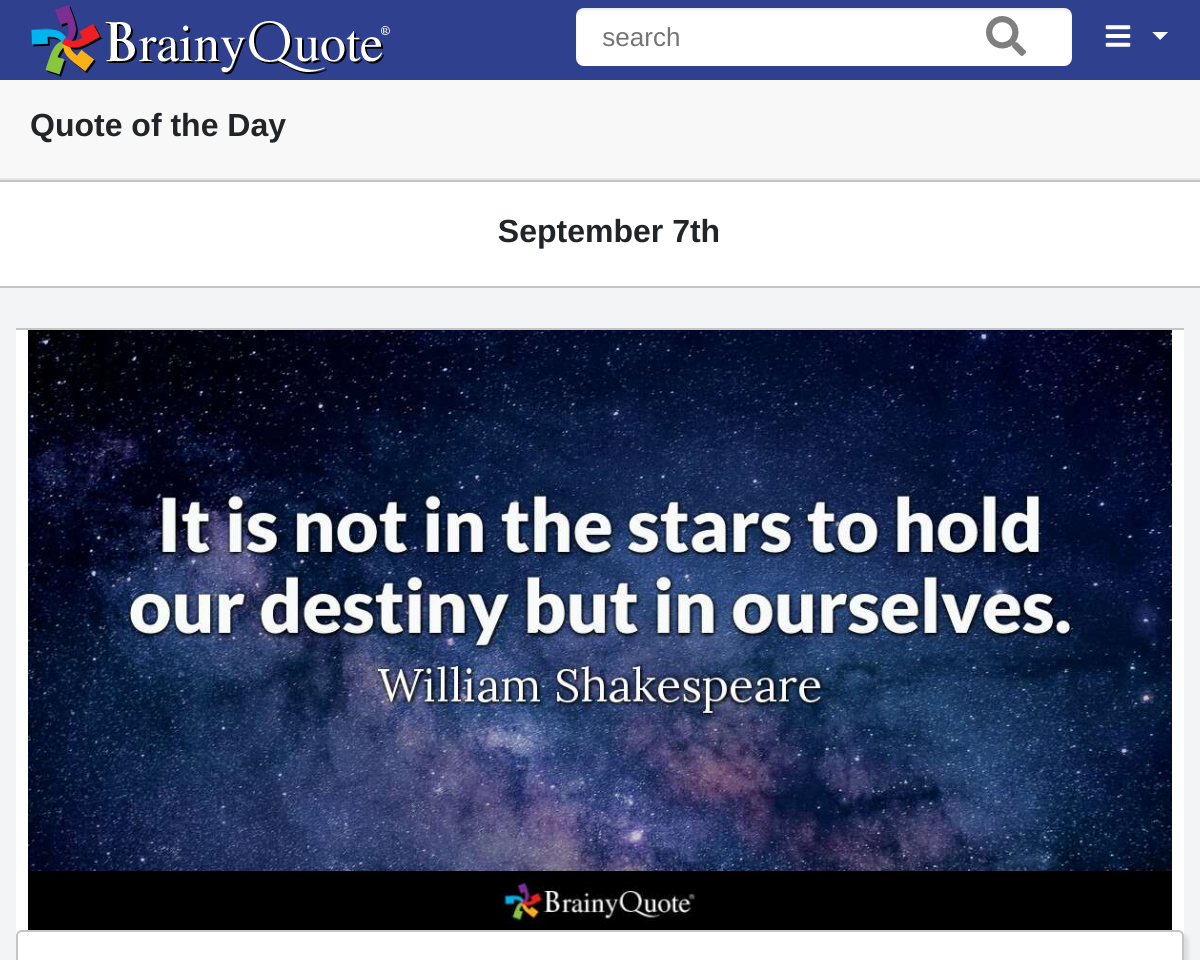 BrainyQuote®
search
Quote of the Day
September 7th
It is not in the stars to hold
our destiny but in ourselves.
William Shakespeare
BrainyQuote®